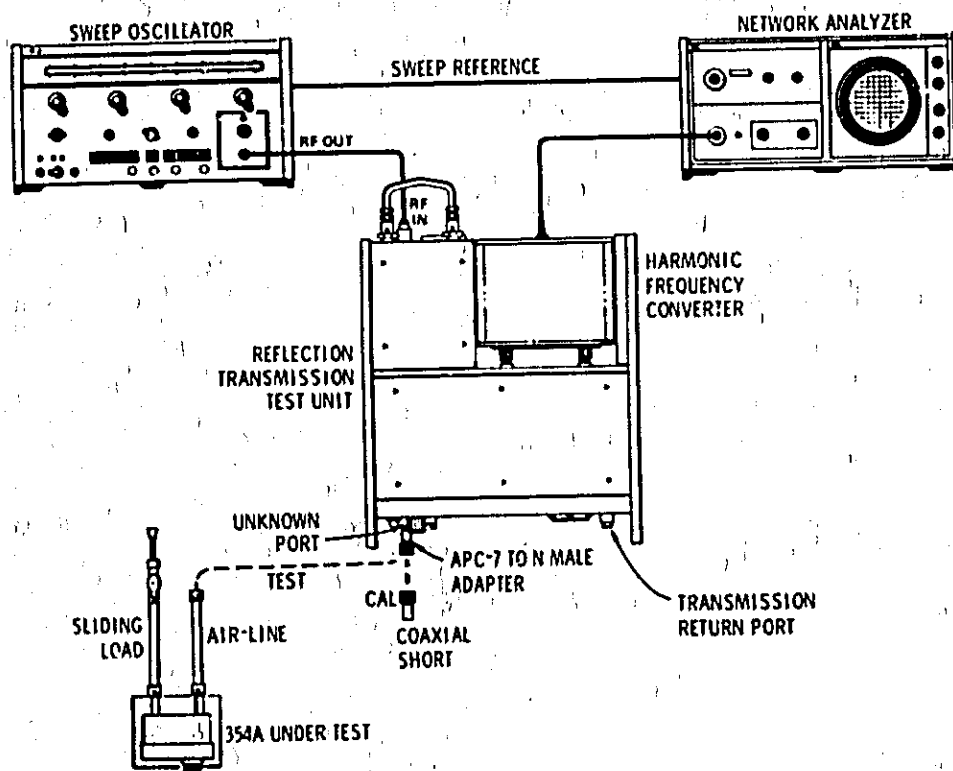 SWEEP OSCILLATOR
NETWORK ANALYZER
SWEEP REFERENCE
RF OUT
RF
IN
HARMONIC
FREQUENCY
CONVERTER
REFLECTION
TRANSMISSION
TEST UNIT
UNKNOWN
PORT
APC-7 TO N MALE
ADAPTER
TEST
CAL
COAXIAL
SHORT
TRANSMISSION
RETURN PORT
SLIDING
LOAD
AIR-LINE
354A UNDER TEST